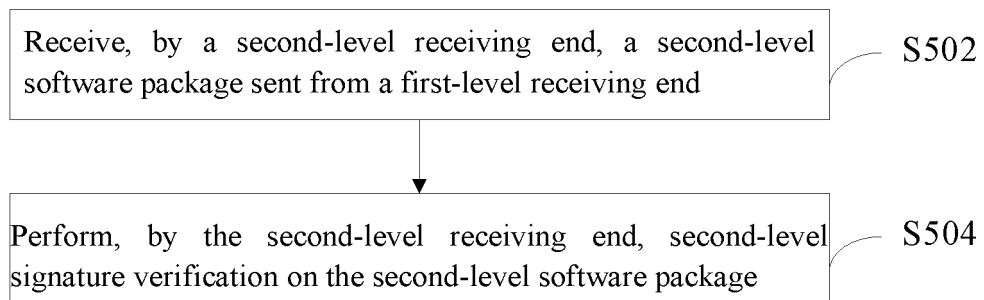 Receive, by a second-level receiving end, a second-level
software package sent from a first-level receiving end
S502
Perform, by the second-level receiving end, second-level
signature verification on the second-level software package
S504